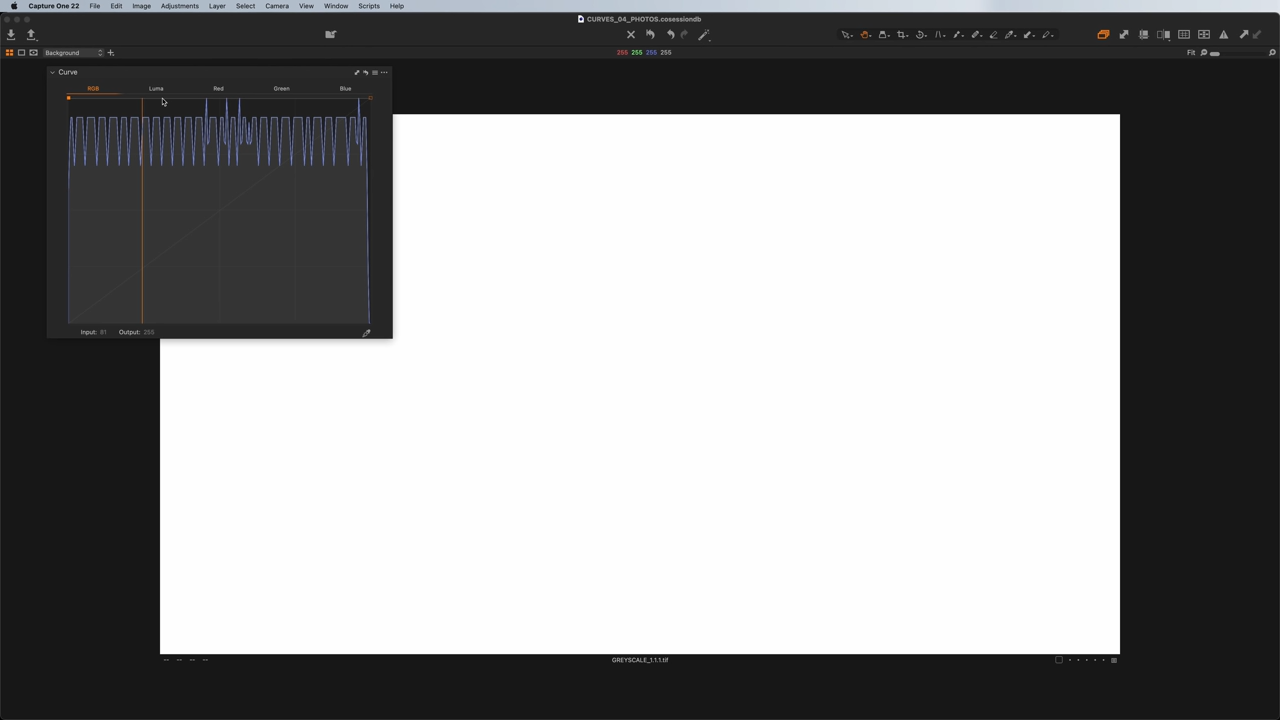 Capture One 22 File Edit Image Adjustments Layer Select Camera View Window Scripts Help
CURVES_04_PHOTOS.cosessiondb
Background
255 255 255 255
Fit
Curve
RGB Luma Red Green Blue
Input: 81 Output: 255
-- -- -- --
GREYSCALE_1.1.1.tif